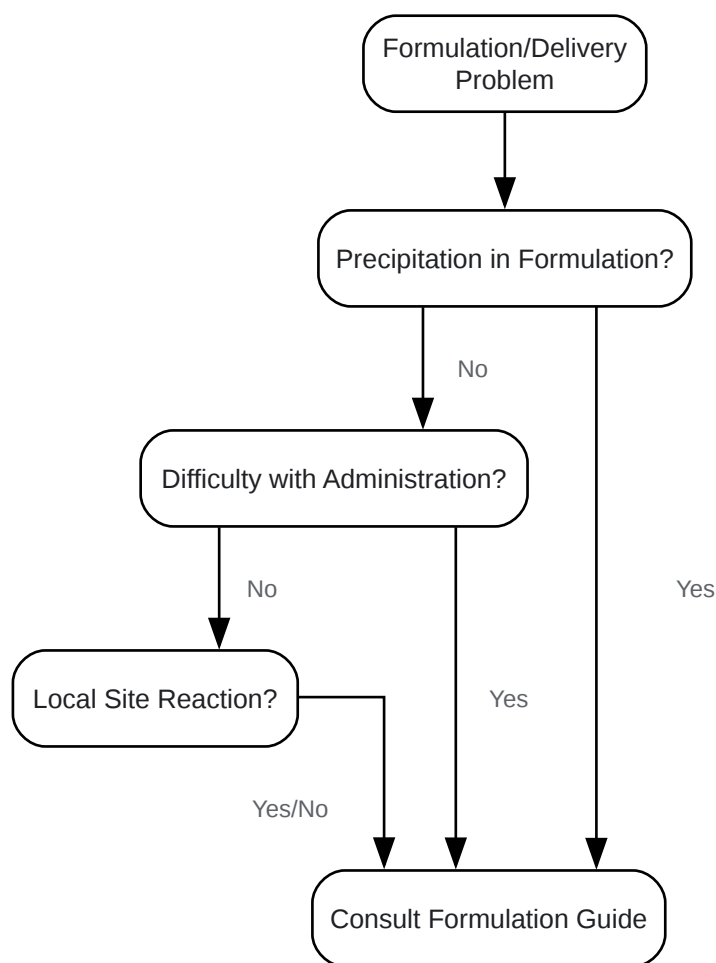 Formulation/Delivery
Problem
Precipitation in Formulation?
No
Difficulty with Administration?
No
Yes
Local Site Reaction?
Yes
Yes/No
Consult Formulation Guide